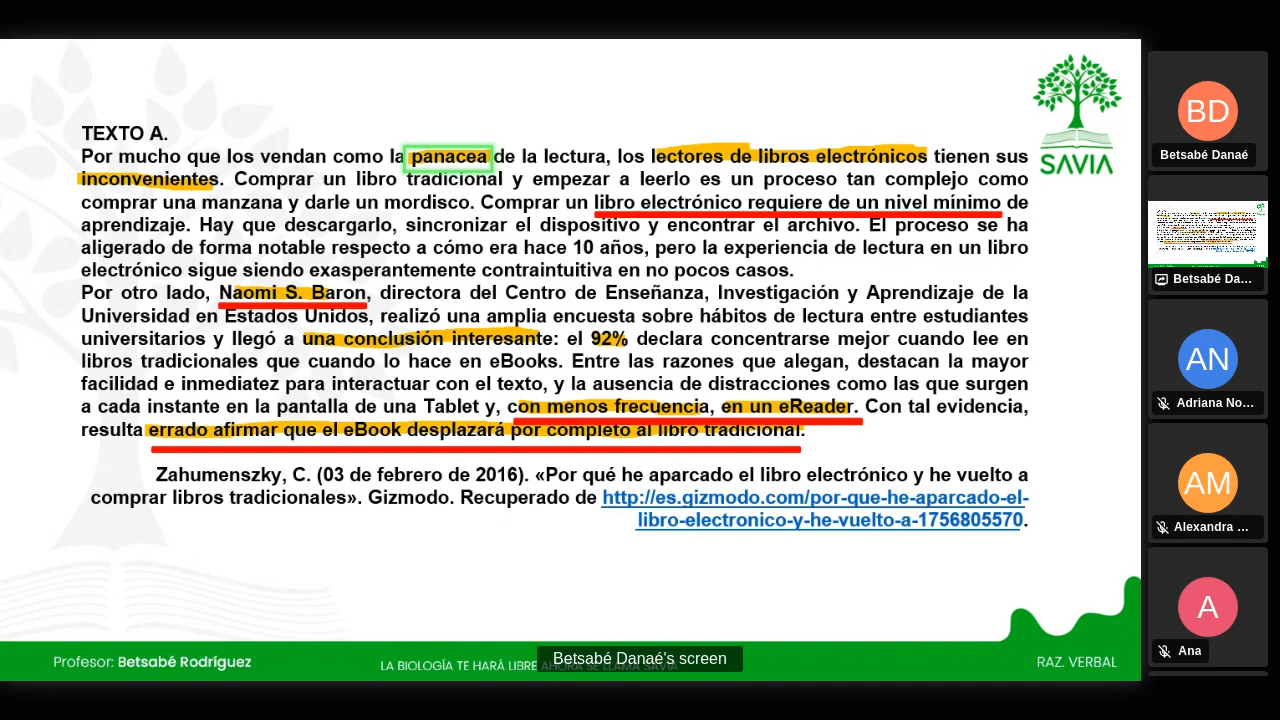 TEXTO A.
Por mucho que los vendan como la panacea de la lectura, los lectores de libros electrónicos tienen sus
inconvenientes. Comprar un libro tradicional y empezar a leerlo es un proceso tan complejo como
comprar una manzana y darle un mordisco. Comprar un libro electrónico requiere de un nivel mínimo de
aprendizaje. Hay que descargarlo, sincronizar el dispositivo y encontrar el archivo. El proceso se ha
aligerado de forma notable respecto a cómo era hace 10 años, pero la experiencia de lectura en un libro
electrónico sigue siendo exasperantemente contraintuitiva en no pocos casos.
Por otro lado, Naomi S. Baron, directora del Centro de Enseñanza, Investigación y Aprendizaje de la
Universidad en Estados Unidos, realizó una amplia encuesta sobre hábitos de lectura entre estudiantes
universitarios y llegó a una conclusión interesante: el 92% declara concentrarse mejor cuando lee en
libros tradicionales que cuando lo hace en eBooks. Entre las razones que alegan, destacan la mayor
facilidad e inmediatez para interactuar con el texto, y la ausencia de distracciones como las que surgen
a cada instante en la pantalla de una Tablet y, con menos frecuencia, en un eReader. Con tal evidencia,
resulta errado afirmar que el eBook desplazará por completo al libro tradicional.
Zahumenszky, C. (03 de febrero de 2016). «Por qué he aparcado el libro electrónico y he vuelto a
comprar libros tradicionales». Gizmodo. Recuperado de http://es.gizmodo.com/por-que-he-aparcado-el-
libro-electronico-y-he-vuelto-a-1756805570.
SAVIA
Profesor: Betsabé Rodríguez
LA BIOLOGÍA TE HARÁ LIBRE AHORA SE LLAMA SAVIA
Betsabé Danaé's screen
RAZ. VERBAL
BD
Betsabé Danaé
Betsabé Da...
AN
Adriana No...
AM
Alexandra ...
A
Ana